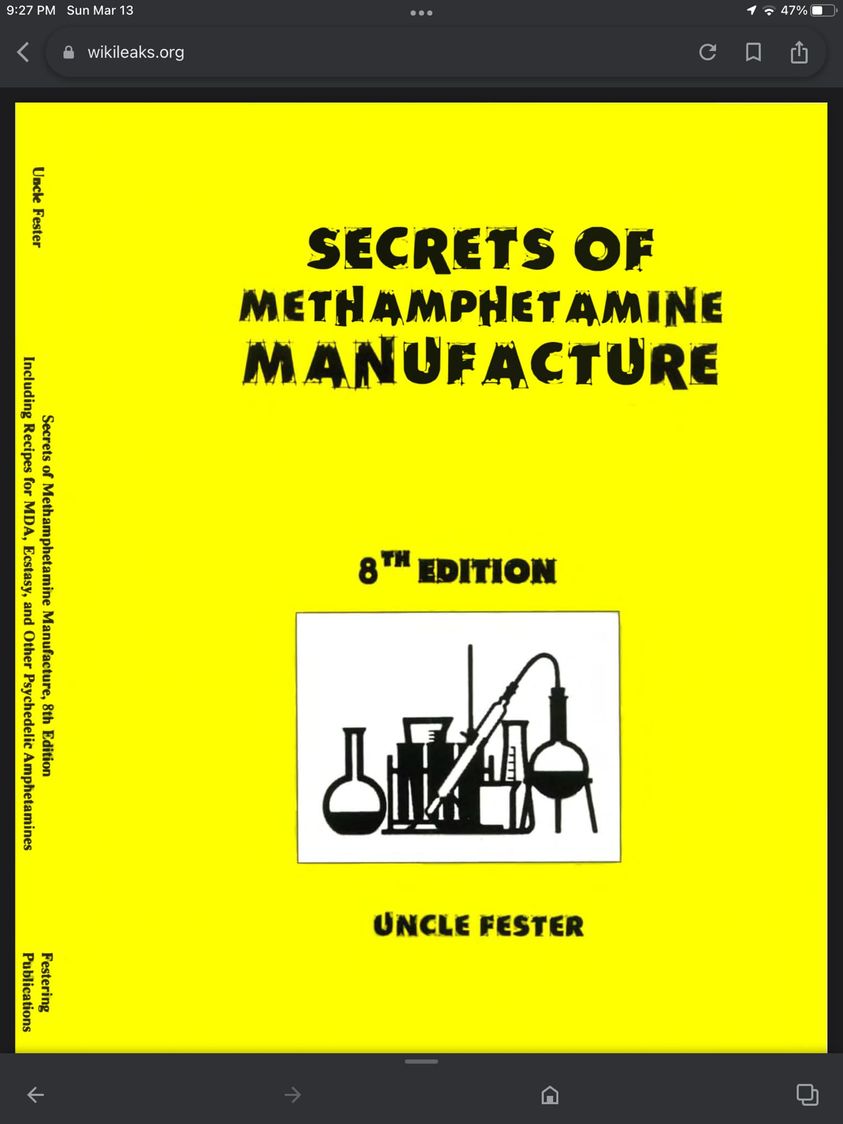 9:27 PM Sun Mar 13
47%
wikileaks.org
Uncle Fester
Secrets of Methamphetamine Manufacture, 8th Edition
Including Recipes for MDA, Ecstasy, and Other Psychedelic Amphetamines
Festering
Publications
SECRETS OF
METHAMPHETAMINE
MANUFACTURE
8TH EDITION
UNCLE FESTER